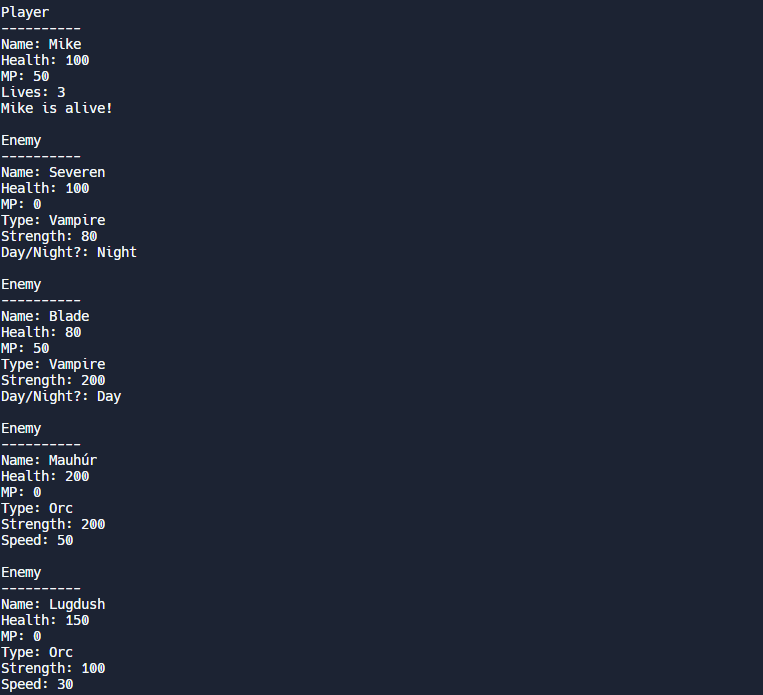 Player
----------
Name: Mike
Health: 100
MP: 50
Lives: 3
Mike is alive!

Enemy
----------
Name: Severen
Health: 100
MP: 0
Type: Vampire
Strength: 80
Day/Night?: Night

Enemy
----------
Name: Blade
Health: 80
MP: 50
Type: Vampire
Strength: 200
Day/Night?: Day

Enemy
----------
Name: Mauhúr
Health: 200
MP: 0
Type: Orc
Strength: 200
Speed: 50

Enemy
----------
Name: Lugdush
Health: 150
MP: 0
Type: Orc
Strength: 100
Speed: 30